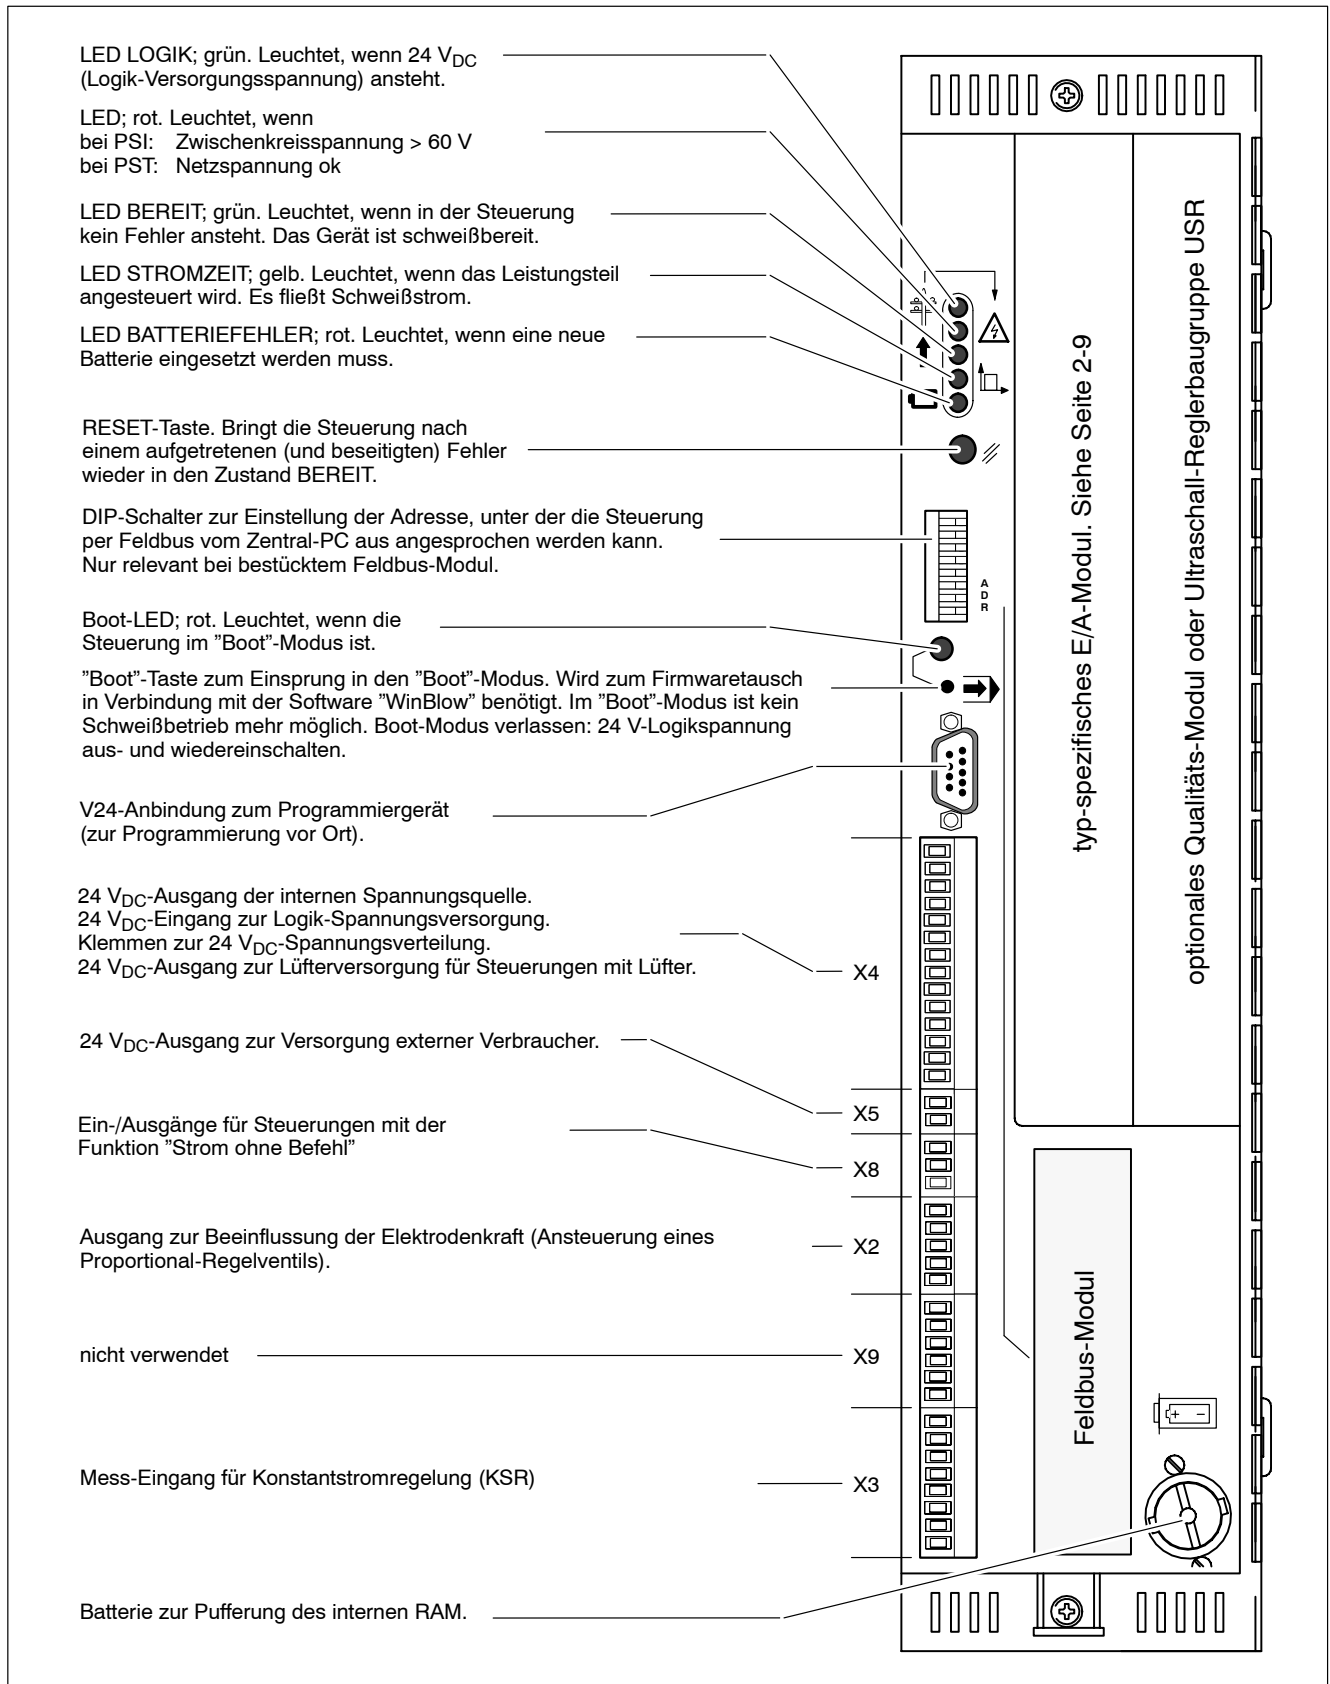 LED LOGIK; grün. Leuchtet, wenn 24 VDC
(Logik-Versorgungsspannung) ansteht.
LED; rot. Leuchtet, wenn
bei PSI: Zwischenkreisspannung > 60 V
bei PST: Netzspannung ok
LED BEREIT; grün. Leuchtet, wenn in der Steuerung
kein Fehler ansteht. Das Gerät ist schweißbereit.
LED STROMZEIT; gelb. Leuchtet, wenn das Leistungsteil
angesteuert wird. Es fließt Schweißstrom.
LED BATTERIEFEHLER; rot. Leuchtet, wenn eine neue
Batterie eingesetzt werden muss.
RESET-Taste. Bringt die Steuerung nach
einem aufgetretenen (und beseitigten) Fehler
wieder in den Zustand BEREIT.
DIP-Schalter zur Einstellung der Adresse, unter der die Steuerung
per Feldbus vom Zentral-PC aus angesprochen werden kann.
Nur relevant bei bestücktem Feldbus-Modul.
Boot-LED; rot. Leuchtet, wenn die
Steuerung im ”Boot”-Modus ist.
”Boot”-Taste zum Einsprung in den ”Boot”-Modus. Wird zum Firmwaretausch
in Verbindung mit der Software ”WinBlow” benötigt. Im ”Boot”-Modus ist kein
Schweißbetrieb mehr möglich. Boot-Modus verlassen: 24 V-Logikspannung
aus- und wiedereinschalten.
V24-Anbindung zum Programmiergerät
(zur Programmierung vor Ort).
24 VDC-Ausgang der internen Spannungsquelle.
24 VDC-Eingang zur Logik-Spannungsversorgung.
Klemmen zur 24 VDC-Spannungsverteilung.
24 VDC-Ausgang zur Lüfterversorgung für Steuerungen mit Lüfter.
X4
24 VDC-Ausgang zur Versorgung externer Verbraucher.
X5
Ein-/Ausgänge für Steuerungen mit der
Funktion ”Strom ohne Befehl”
X8
Ausgang zur Beeinflussung der Elektrodenkraft (Ansteuerung eines
Proportional-Regelventils).
X2
nicht verwendet
X9
Mess-Eingang für Konstantstromregelung (KSR)
X3
Batterie zur Pufferung des internen RAM.
A
D
R
typ-spezifisches E/A-Modul. Siehe Seite 2-9
optionales Qualitäts-Modul oder Ultraschall-Reglerbaugruppe USR
Feldbus-Modul
+ -